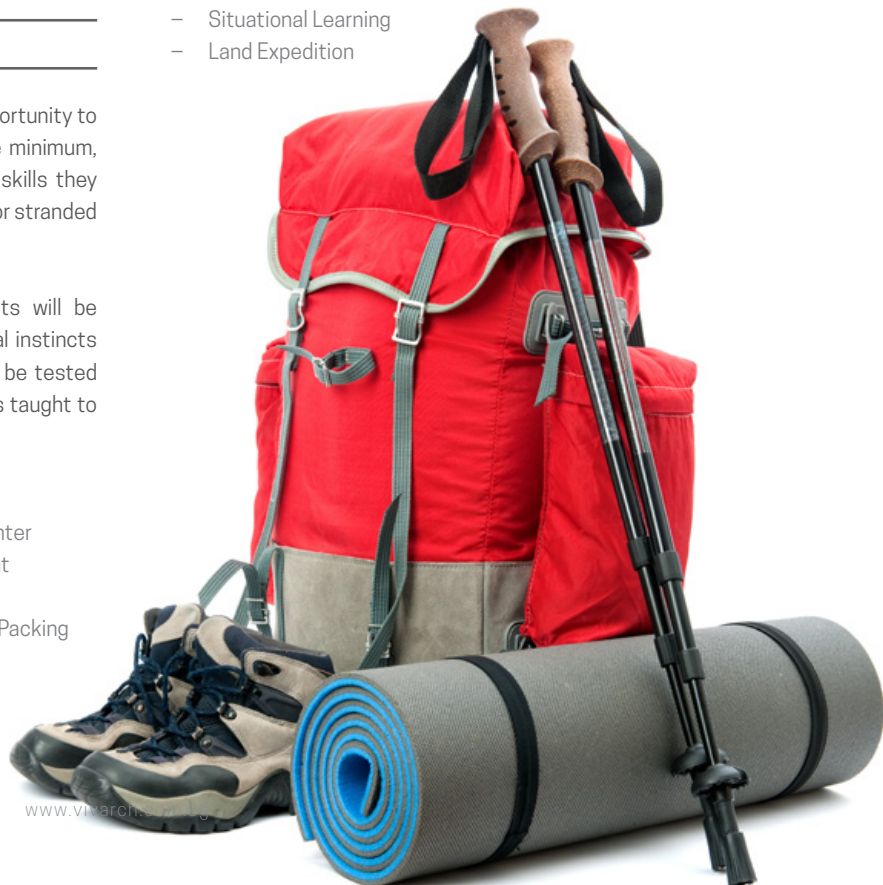 – Situational Learning
– Land Expedition
ortunity to
minimum,
skills they
or stranded
ts will be
al instincts
be tested
s taught to
nter
Packing